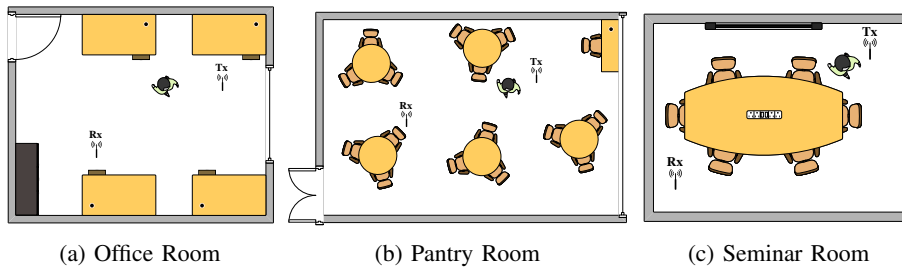 Tx
Rx
(a) Office Room
Tx
Rx
(b) Pantry Room
Tx
Rx
(c) Seminar Room